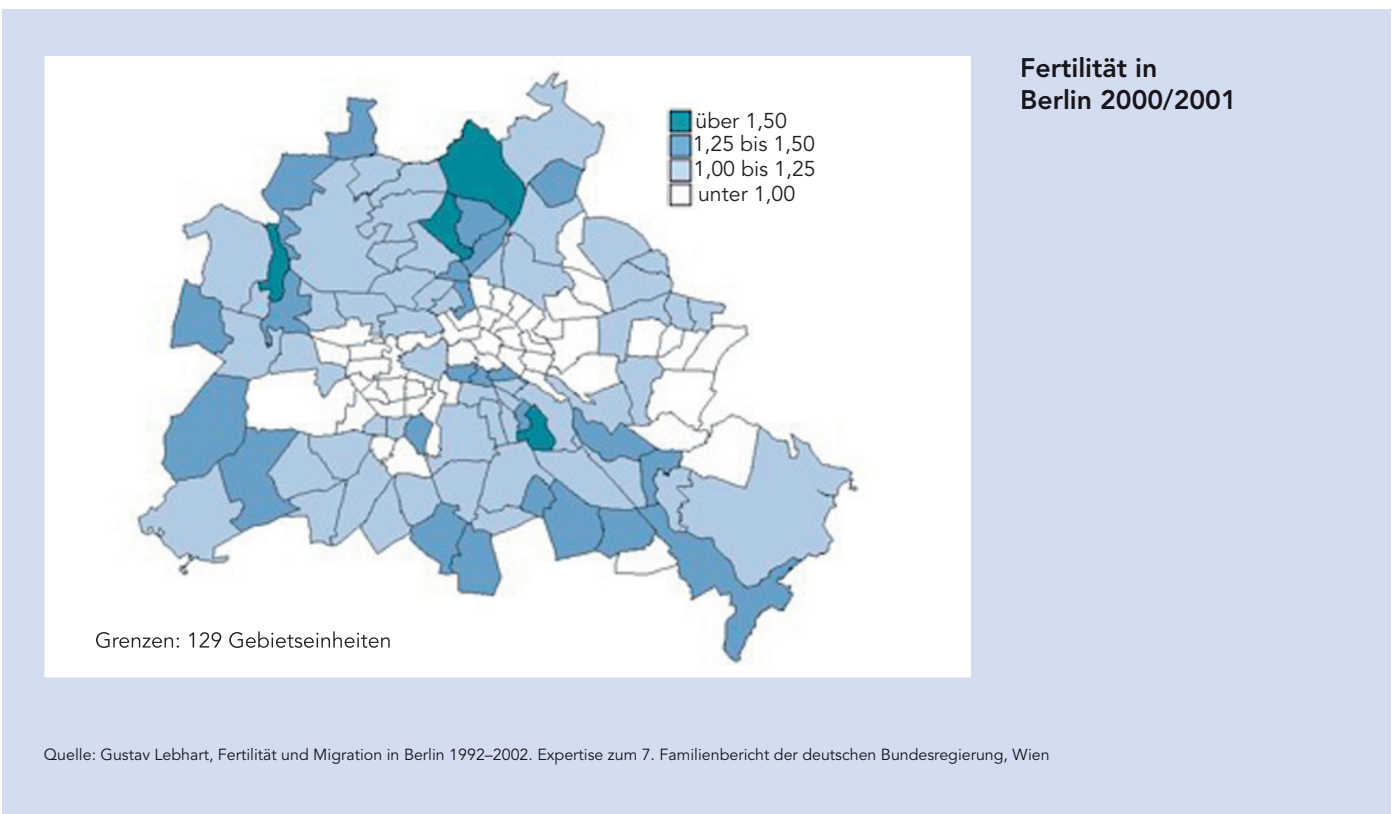 Fertilität in
Berlin 2000/2001
über 1,50
1,25 bis 1,50
1,00 bis 1,25
unter 1,00
Grenzen: 129 Gebietseinheiten
Quelle: Gustav Lebhart, Fertilität und Migration in Berlin 1992–2002. Expertise zum 7. Familienbericht der deutschen Bundesregierung, Wien